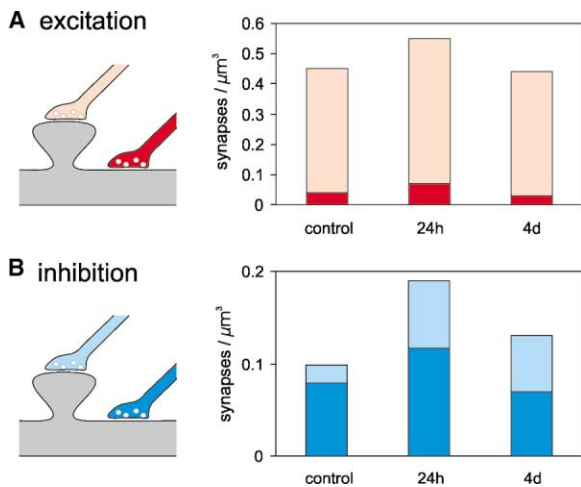 A excitation
synapses / µm³
0.6
0.5
0.4
0.3
0.2
0.1
0
control 24h 4d
B inhibition
synapses / µm³
0.2
0.1
0
control 24h 4d